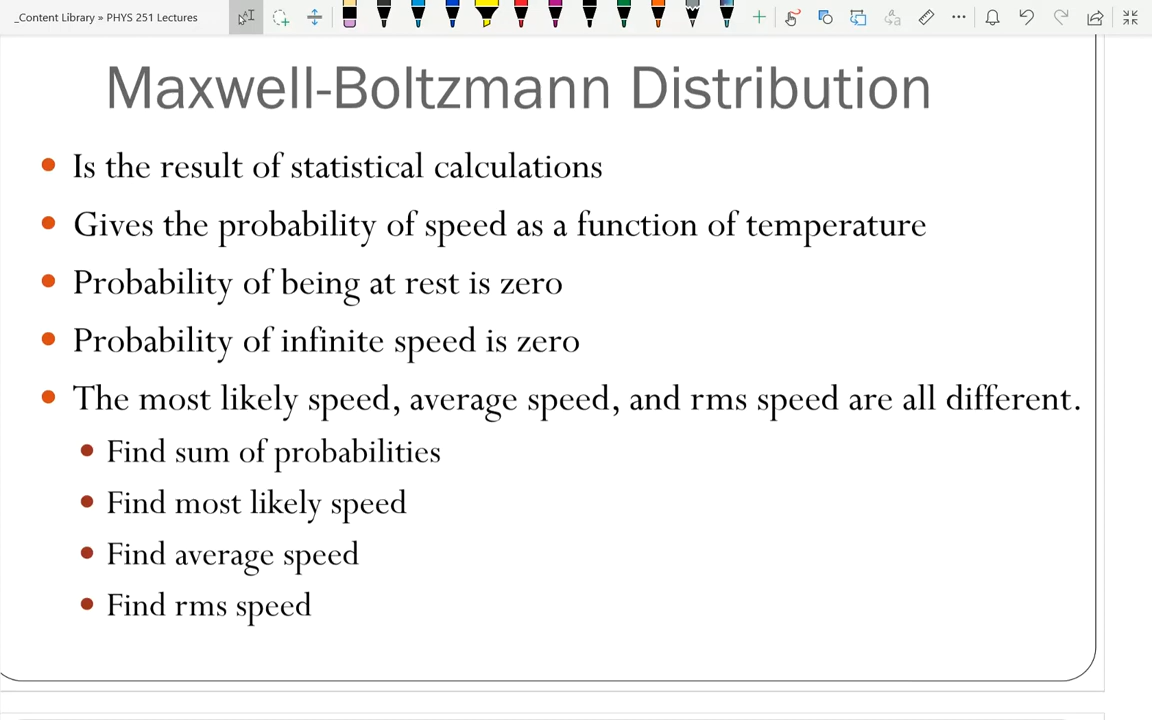 _Content Library » PHYS 251 Lectures
Maxwell-Boltzmann Distribution
• Is the result of statistical calculations
• Gives the probability of speed as a function of temperature
• Probability of being at rest is zero
• Probability of infinite speed is zero
• The most likely speed, average speed, and rms speed are all different.
• Find sum of probabilities
• Find most likely speed
• Find average speed
• Find rms speed